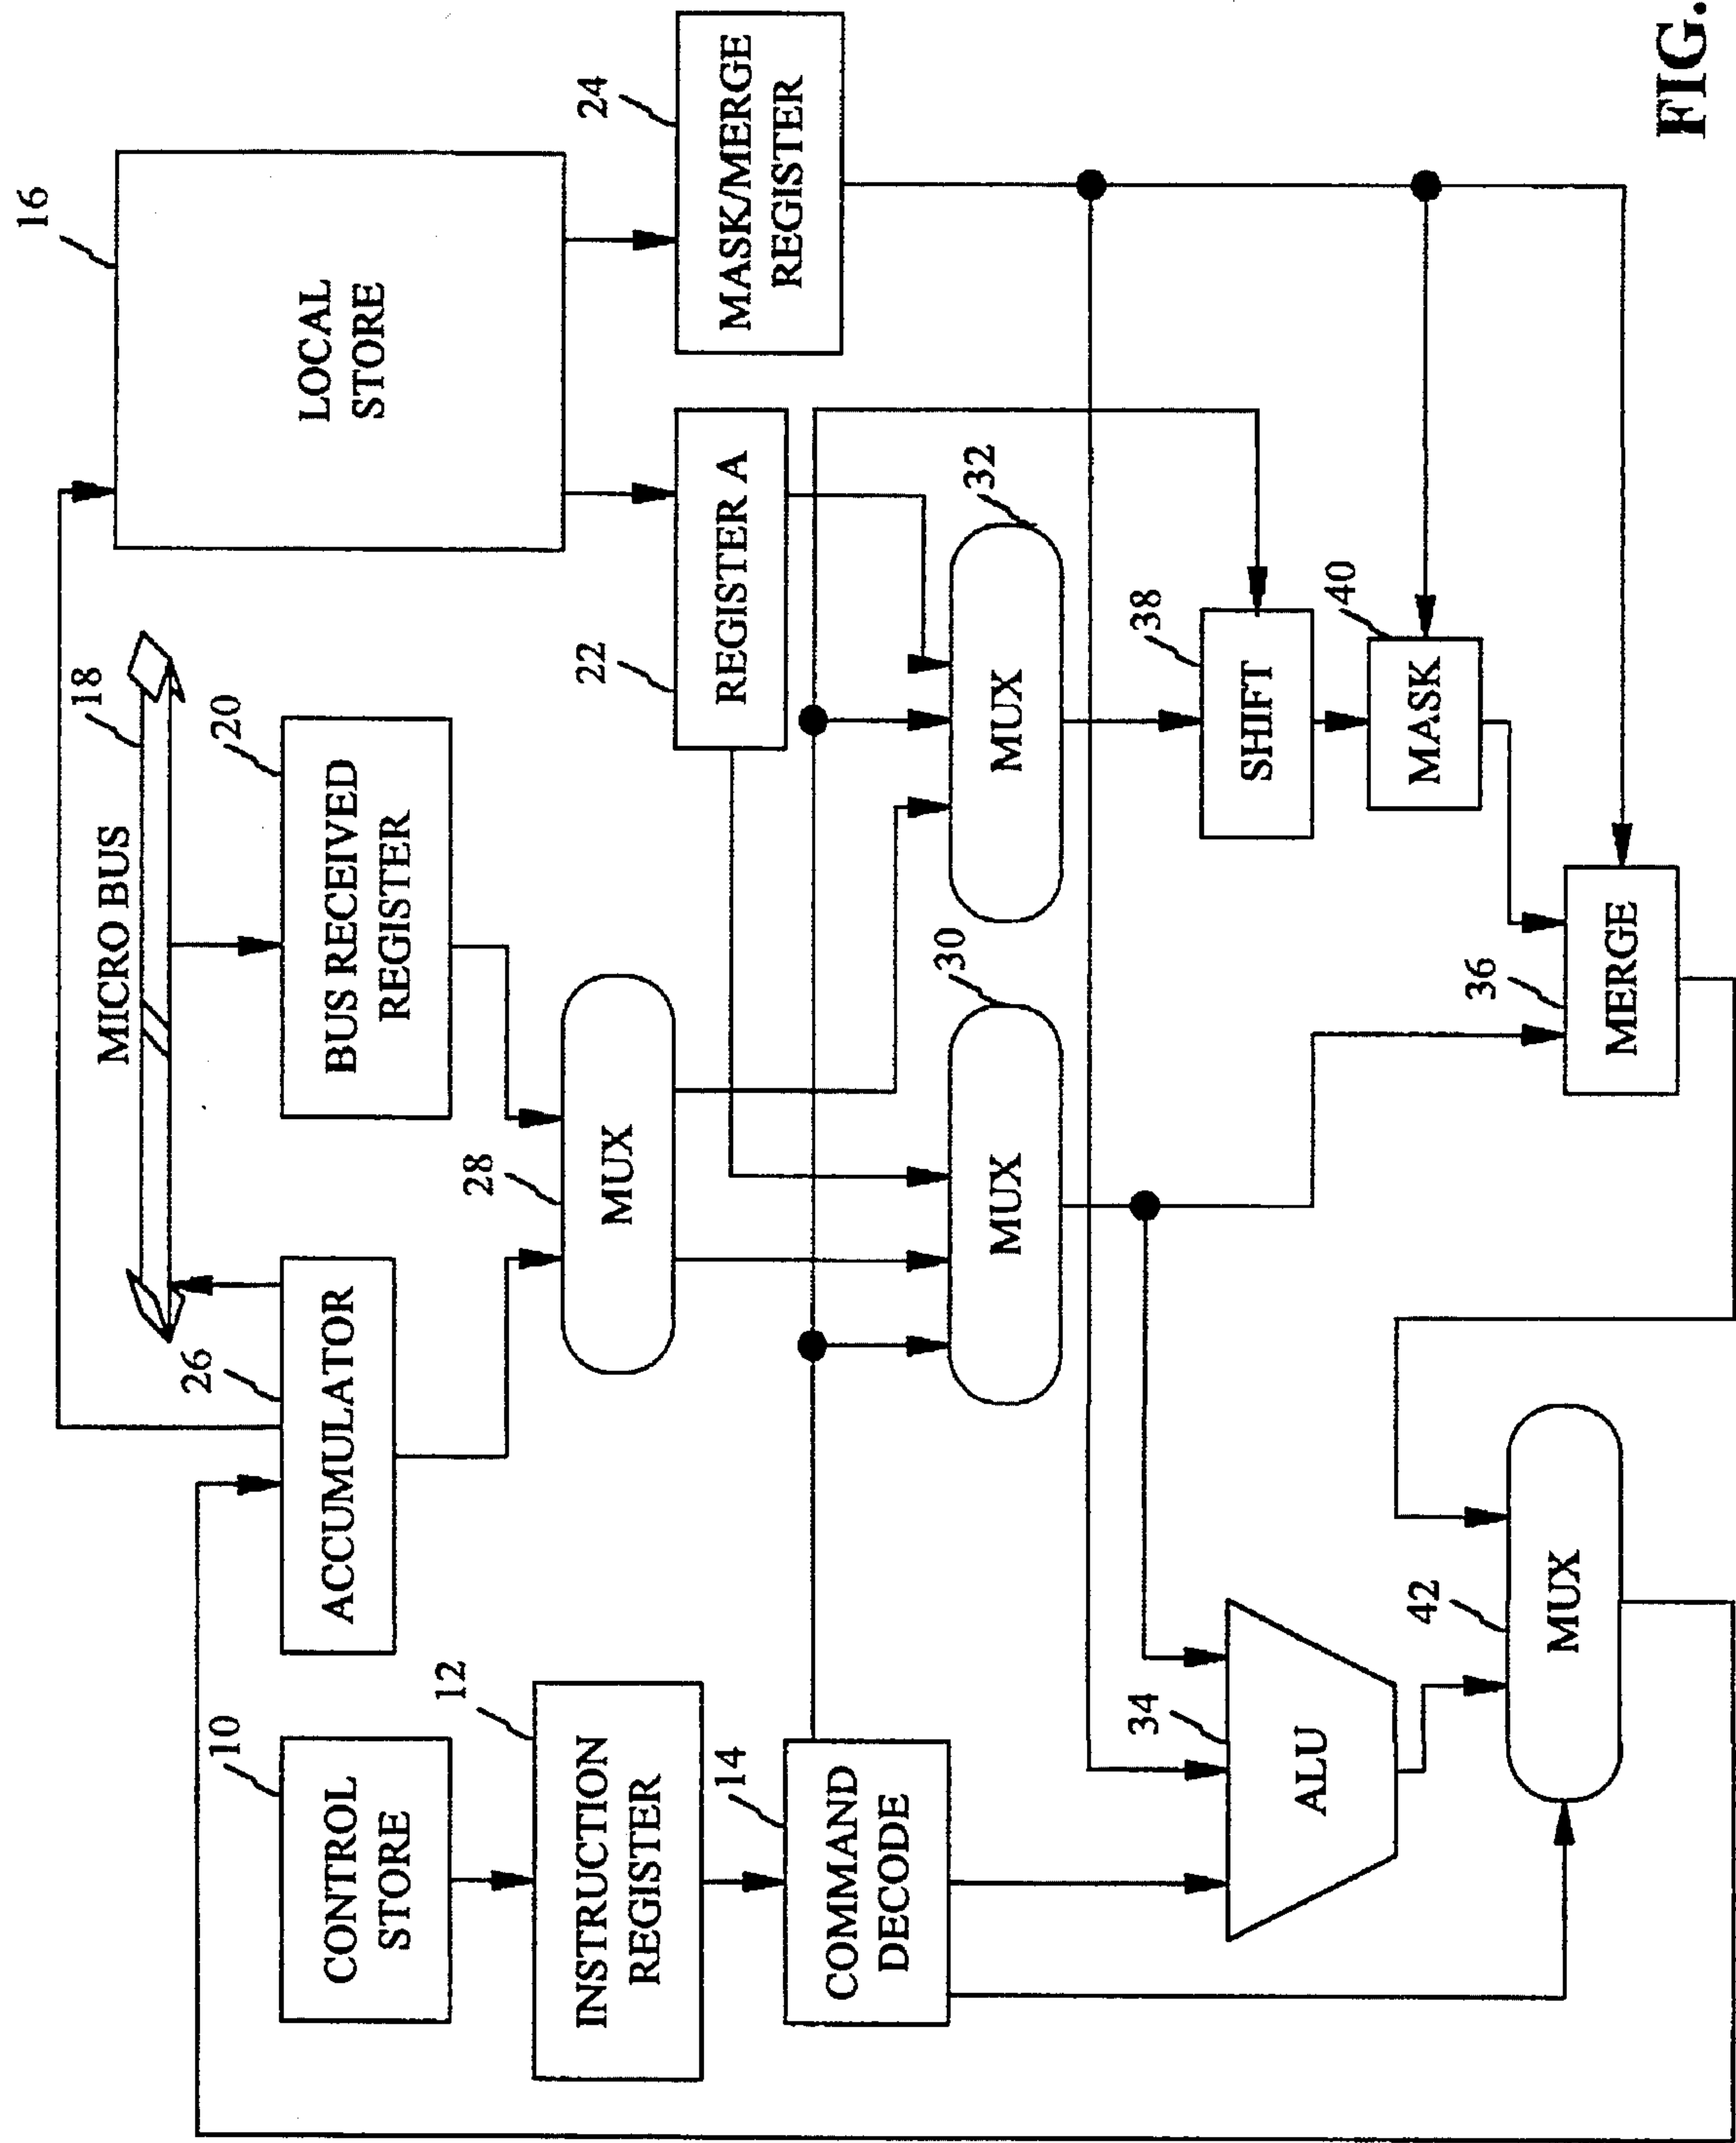 16
18
MICRO BUS
LOCAL
STORE
10
CONTROL
STORE
26
ACCUMULATOR
20
BUS RECEIVED
REGISTER
12
INSTRUCTION
REGISTER
28
MUX
22
REGISTER A
24
MASK/MERGE
REGISTER
14
COMMAND
DECODE
30
MUX
32
MUX
34
ALU
38
SHIFT
40
MASK
42
MUX
36
MERGE
FIG.